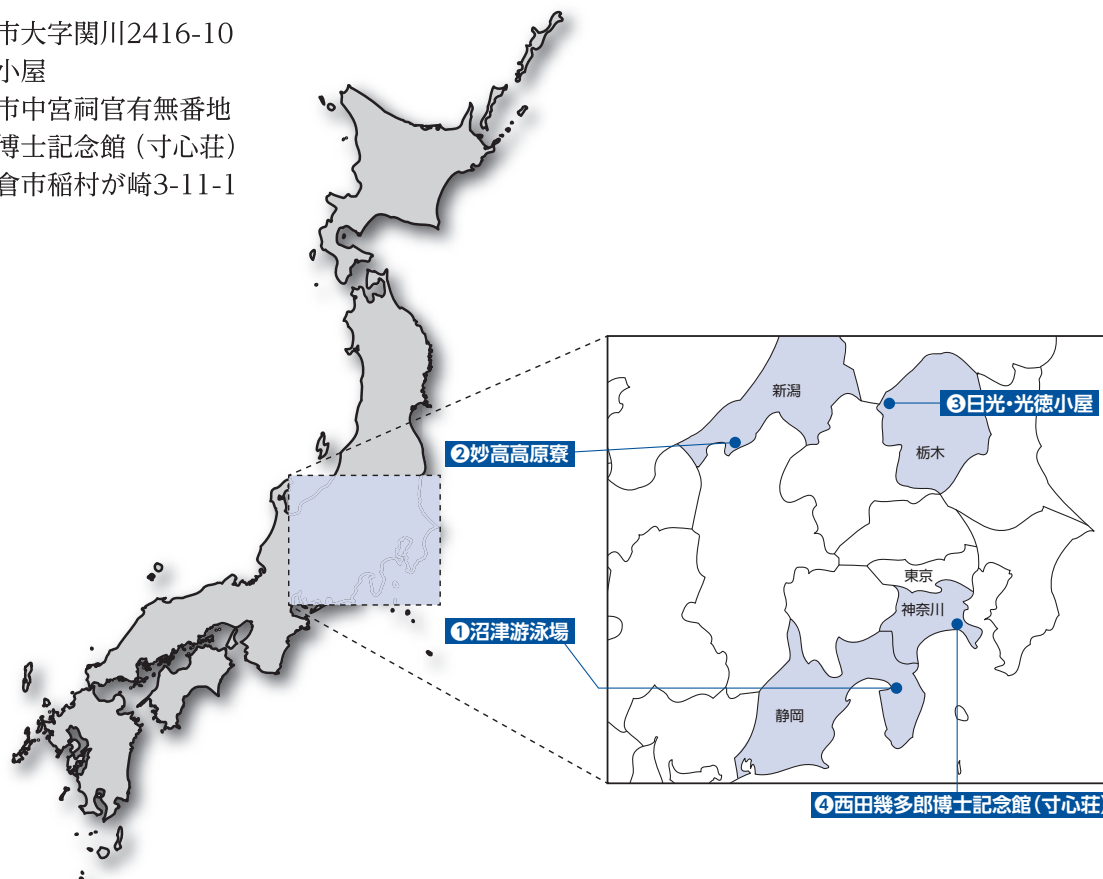 市大字関川2416-10
小屋
市中宮祠官有無番地
博士記念館（寸心荘）
倉市稲村が崎3-11-1
新潟
❸日光・光徳小屋
❷妙高高原寮
栃木
東京
神奈川
❶沼津游泳場
静岡
❹西田幾多郎博士記念館（寸心荘）